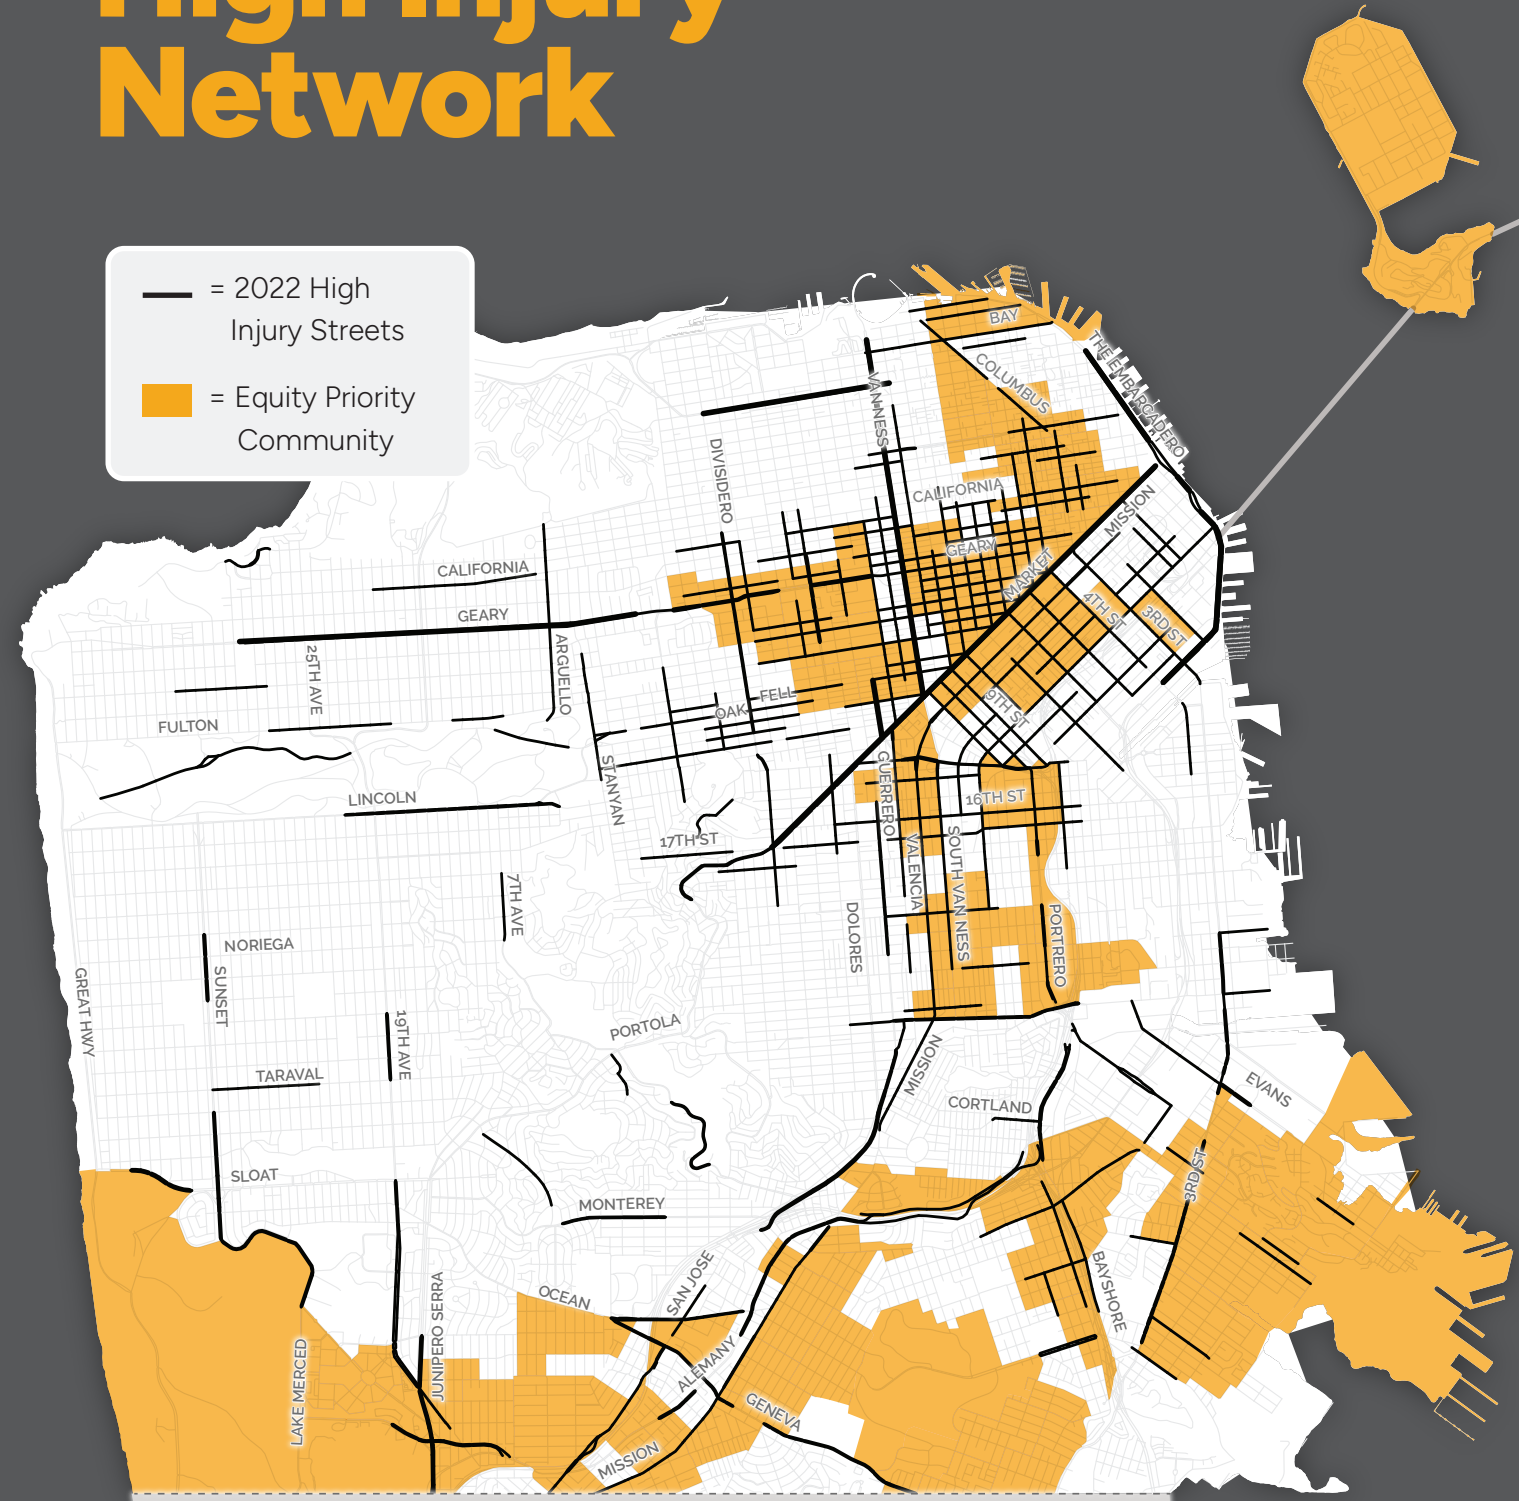 High Injury
Network
= 2022 High
Injury Streets
= Equity Priority
Community
BAY
THE EMBARCADERO
COLUMBUS
VAN NESS
DIVISIDERO
CALIFORNIA
MISSION
GEARY
MARKET
CALIFORNIA
4TH ST
3RD ST
GEARY
ARGUELLO
25TH AVE
FELL
OAK
9TH ST
FULTON
STANYAN
GUERRERO
LINCOLN
16TH ST
17TH ST
VALENCIA
SOUTH VAN NESS
7TH AVE
DOLORES
PORTRERO
NORIEGA
SUNSET
GREAT HWY
19TH AVE
PORTOLA
MISSION
TARAVAL
EVANS
CORTLAND
SLOAT
3RD ST
MONTEREY
SAN JOSE
BAYSHORE
OCEAN
JUNIPERO SERRA
LAKE MERCED
ALEMANY
GENEVA
MISSION